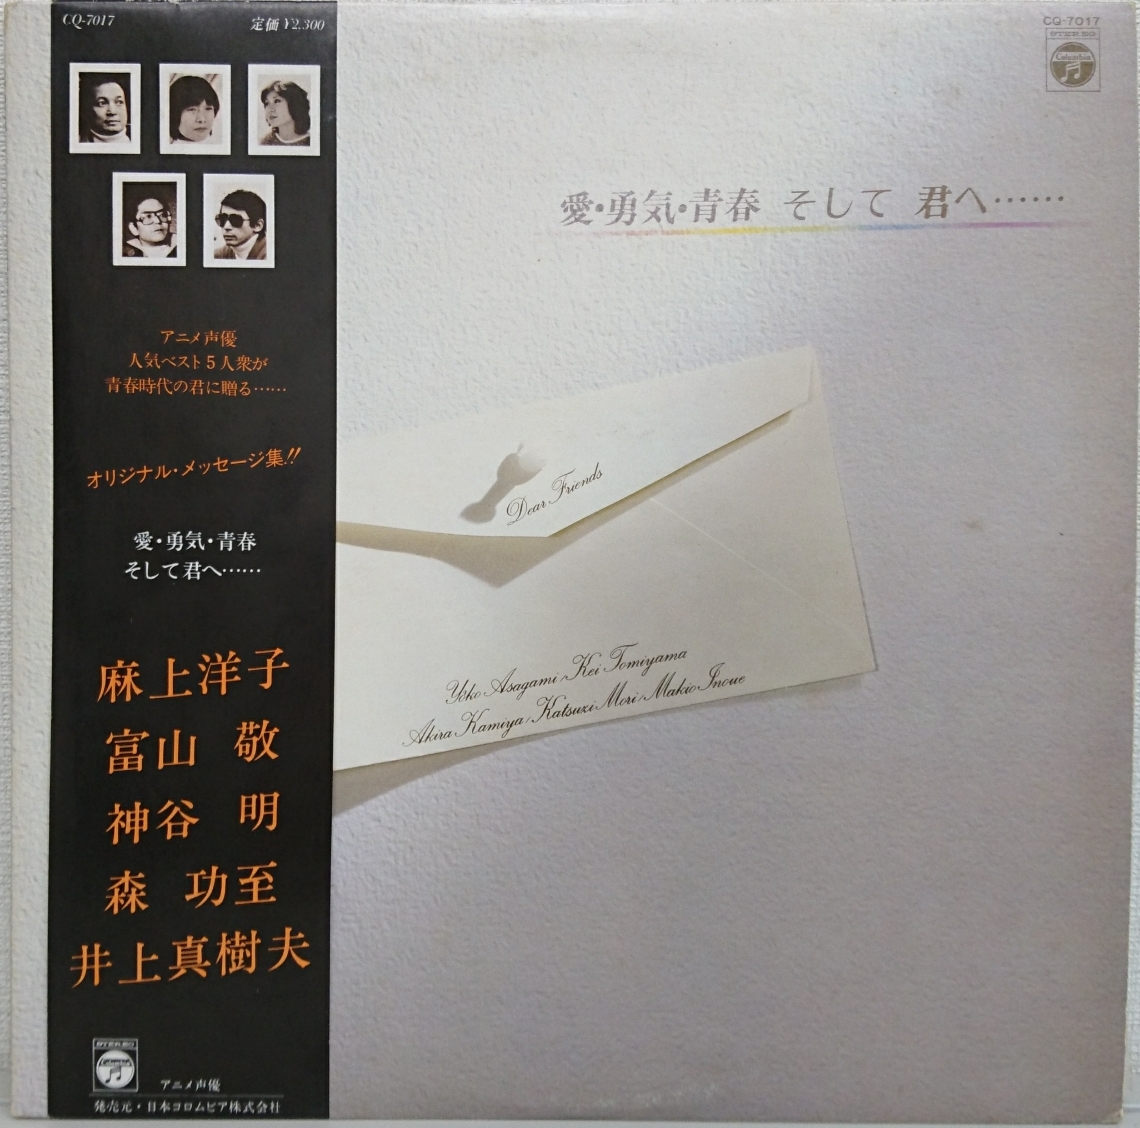 CQ-7017 定価 ¥2.300
アニメ声優
人気ベスト5人衆が
青春時代の君に贈る……
オリジナル・メッセージ集!!
愛・勇気・青春
そして君へ……
麻上洋子
富山 敬
神谷 明
森 功至
井上真樹夫
STEREO
Columbia
アニメ声優
発売元・日本コロムビア株式会社
CQ-7017
STEREO
Columbia
愛・勇気・青春 そして 君へ……
Dear Friends
Yōko Asagami/Kei Tomiyama
Akira Kamiya/Katsuzi Mori/Makio Inoue